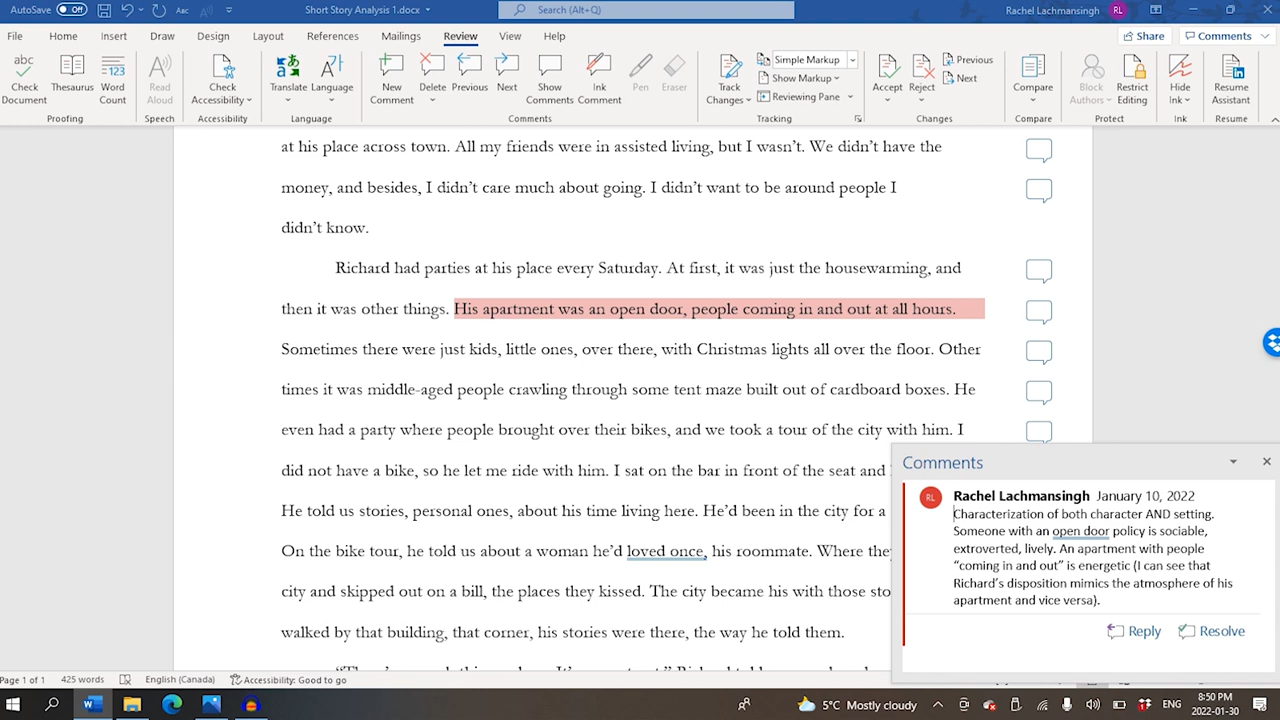 AutoSave Off Short Story Analysis 1.docx Search (Alt+Q) Rachel Lachmansingh RL
File Home Insert Draw Design Layout References Mailings Review View Help Share Comments
abc Check Document Thesaurus 123 Word Count Read Aloud Check Accessibility Translate Language New Comment Delete Previous Next Show Comments Ink Comment Pen Eraser Track Changes Simple Markup Show Markup Reviewing Pane Accept Reject Previous Next Compare Block Authors Restrict Editing Hide Ink Resume Assistant
Proofing Speech Accessibility Language Comments Tracking Changes Compare Protect Ink Resume
at his place across town. All my friends were in assisted living, but I wasn’t. We didn’t have the
money, and besides, I didn’t care much about going. I didn’t want to be around people I
didn’t know.
Richard had parties at his place every Saturday. At first, it was just the housewarming, and
then it was other things. His apartment was an open door, people coming in and out at all hours.
Sometimes there were just kids, little ones, over there, with Christmas lights all over the floor. Other
times it was middle-aged people crawling through some tent maze built out of cardboard boxes. He
even had a party where people brought over their bikes, and we took a tour of the city with him. I
did not have a bike, so he let me ride with him. I sat on the bar in front of the seat and
He told us stories, personal ones, about his time living here. He’d been in the city for a
On the bike tour, he told us about a woman he’d loved once, his roommate. Where
city and skipped out on a bill, the places they kissed. The city became his with those
walked by that building, that corner, his stories were there, the way he told them.
Comments
RL Rachel Lachmansingh January 10, 2022
Characterization of both character AND setting.
Someone with an open door policy is sociable,
extroverted, lively. An apartment with people
“coming in and out” is energetic (I can see that
Richard’s disposition mimics the atmosphere of his
apartment and vice versa).
Reply Resolve
Page 1 of 1 425 words English (Canada) Accessibility: Good to go
5°C Mostly cloudy ENG 8:50 PM
2022-01-30